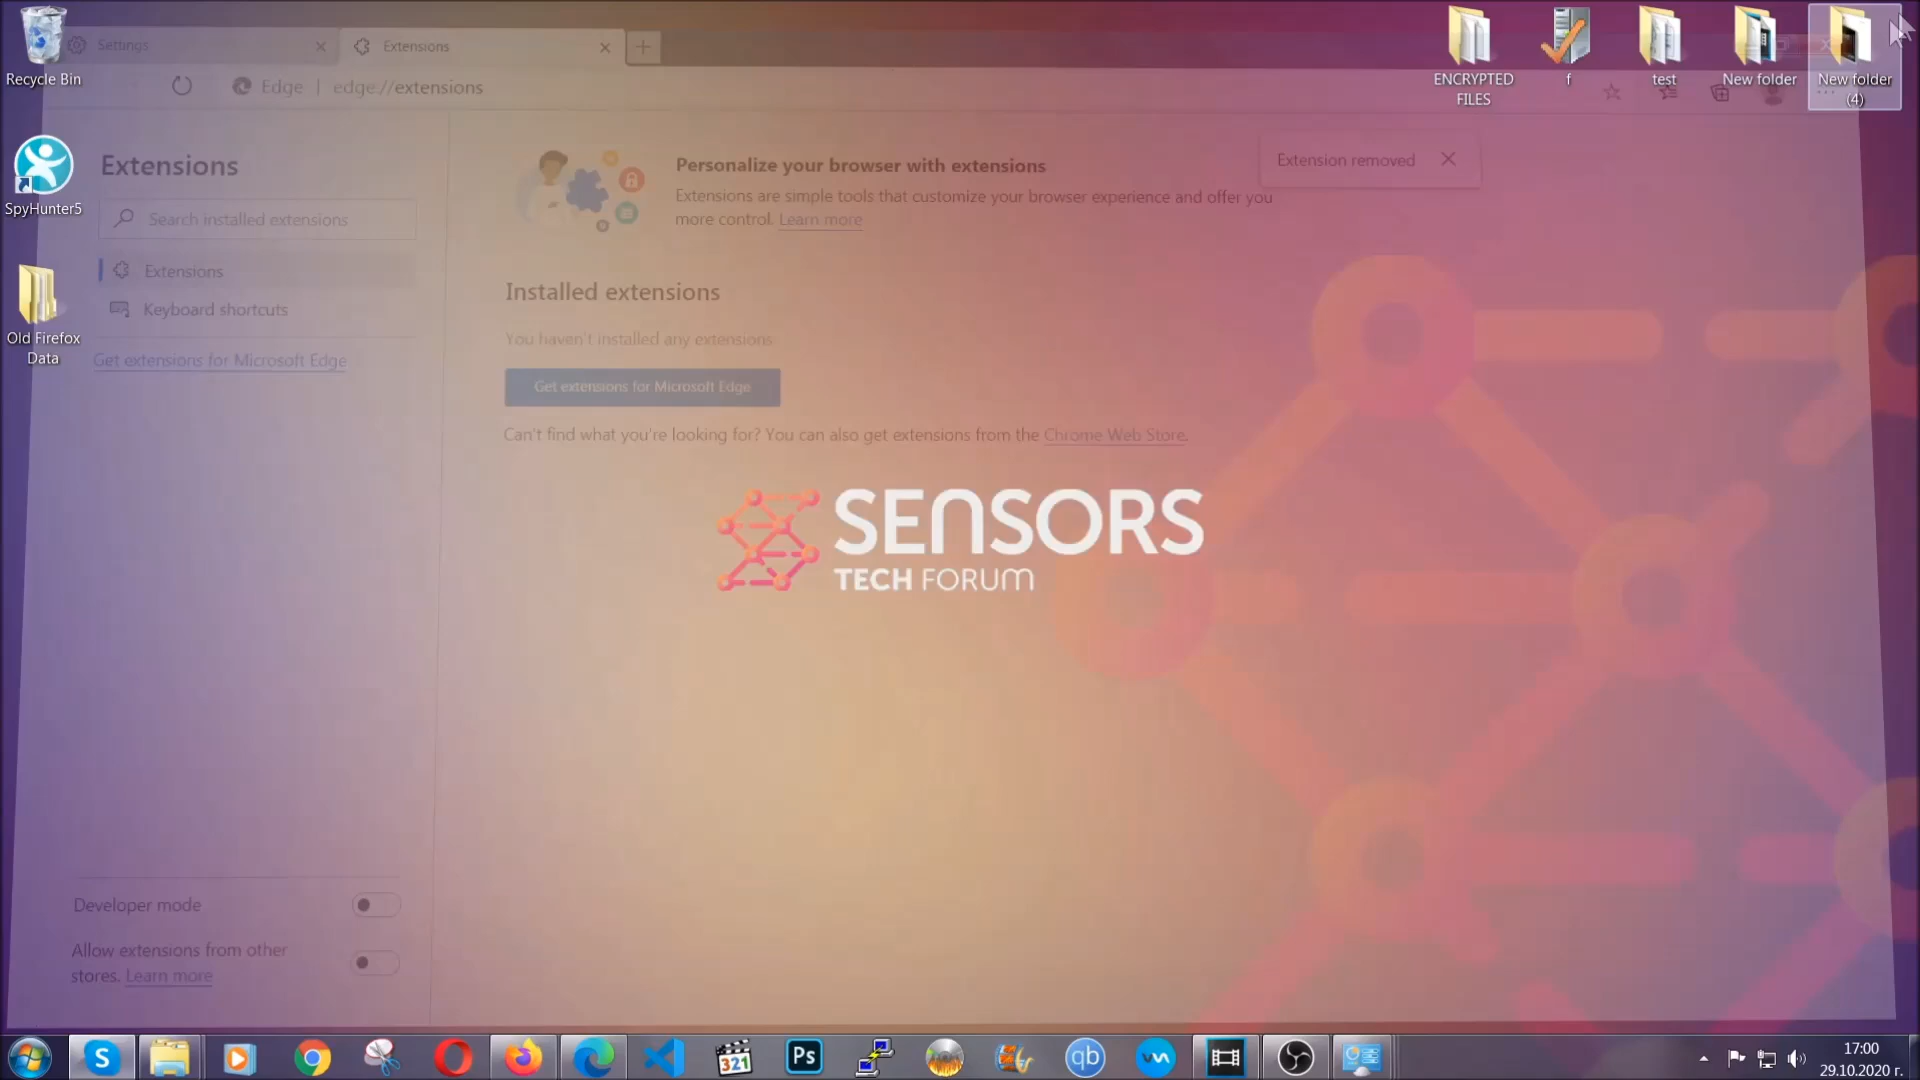 Recycle Bin
Settings
Extensions
Edge | edge://extensions
ENCRYPTED
FILES
f
test
New folder
New folder
(4)
SpyHunter5
Old Firefox
Data
Extensions
Search installed extensions
Extensions
Keyboard shortcuts
Get extensions for Microsoft Edge
Personalize your browser with extensions
Extensions are simple tools that customize your browser experience and offer you
more control. Learn more
Extension removed
Installed extensions
You haven't installed any extensions
Get extensions for Microsoft Edge
Can't find what you're looking for? You can also get extensions from the Chrome Web Store.
SENSORS
TECH FORUM
Developer mode
Allow extensions from other
stores. Learn more
S
321
Ps
qb
17:00
29.10.2020 г.